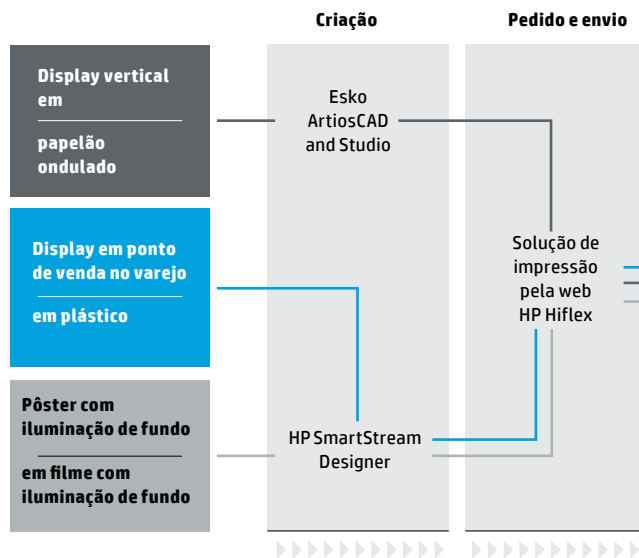 Criação
Pedido e envio
Display vertical
em
papelão
ondulado
Esko
ArtiosCAD
and Studio
Display em ponto
de venda no varejo
em plástico
Solução de
impressão
pela web
HP Hiflex
Pôster com
iluminação de fundo
em filme com
iluminação de fundo
HP SmartStream
Designer